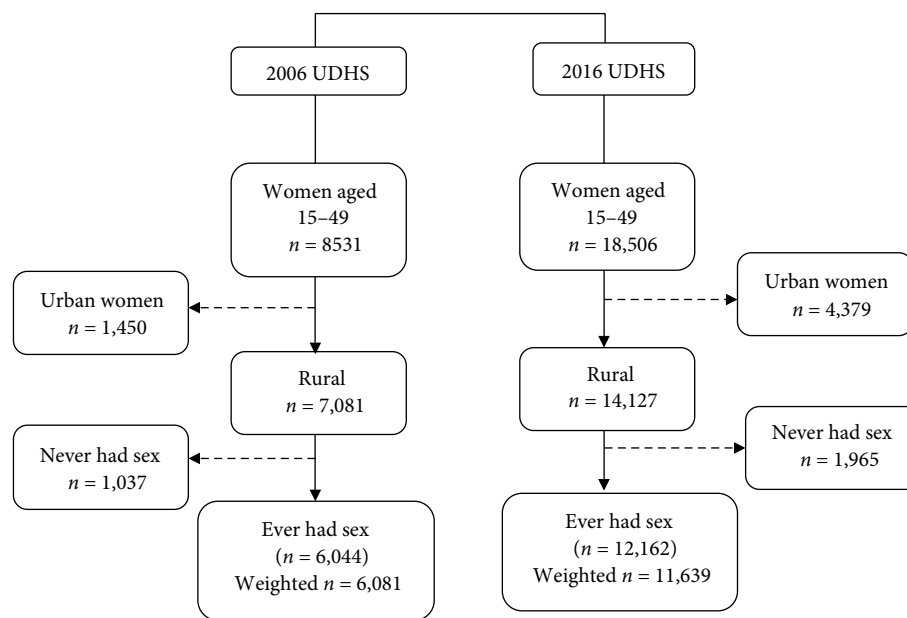 2006 UDHS
2016 UDHS
Women aged
15–49
n = 8531
Women aged
15–49
n = 18,506
Urban women
n = 1,450
Urban women
n = 4,379
Rural
n = 7,081
Rural
n = 14,127
Never had sex
n = 1,037
Never had sex
n = 1,965
Ever had sex
(n = 6,044)
Weighted n = 6,081
Ever had sex
(n = 12,162)
Weighted n = 11,639